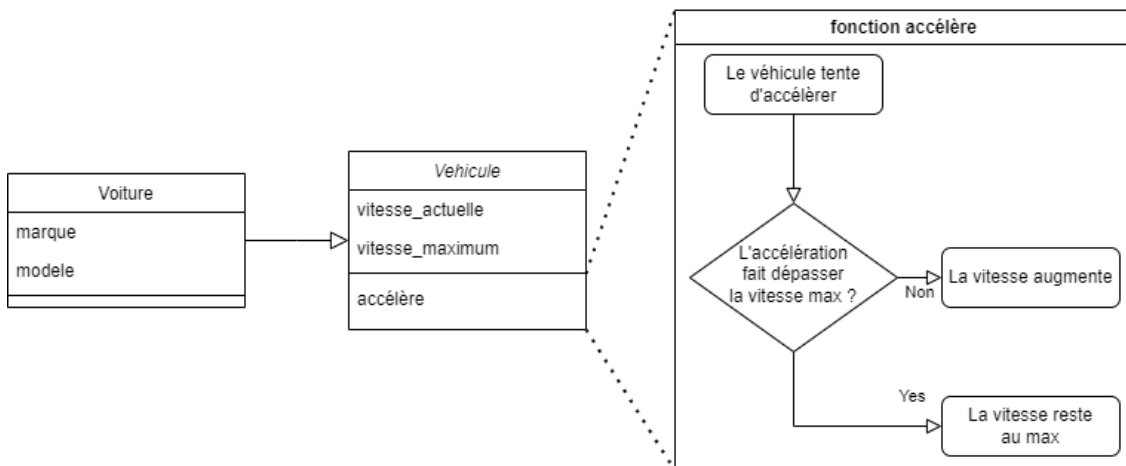 Voiture
marque
modele
Vehicule
vitesse_actuelle
vitesse_maximum
accélère
fonction accélère
Le véhicule tente
d'accélèrer
L'accélération
fait dépasser
la vitesse max ?
Non
La vitesse augmente
Yes
La vitesse reste
au max